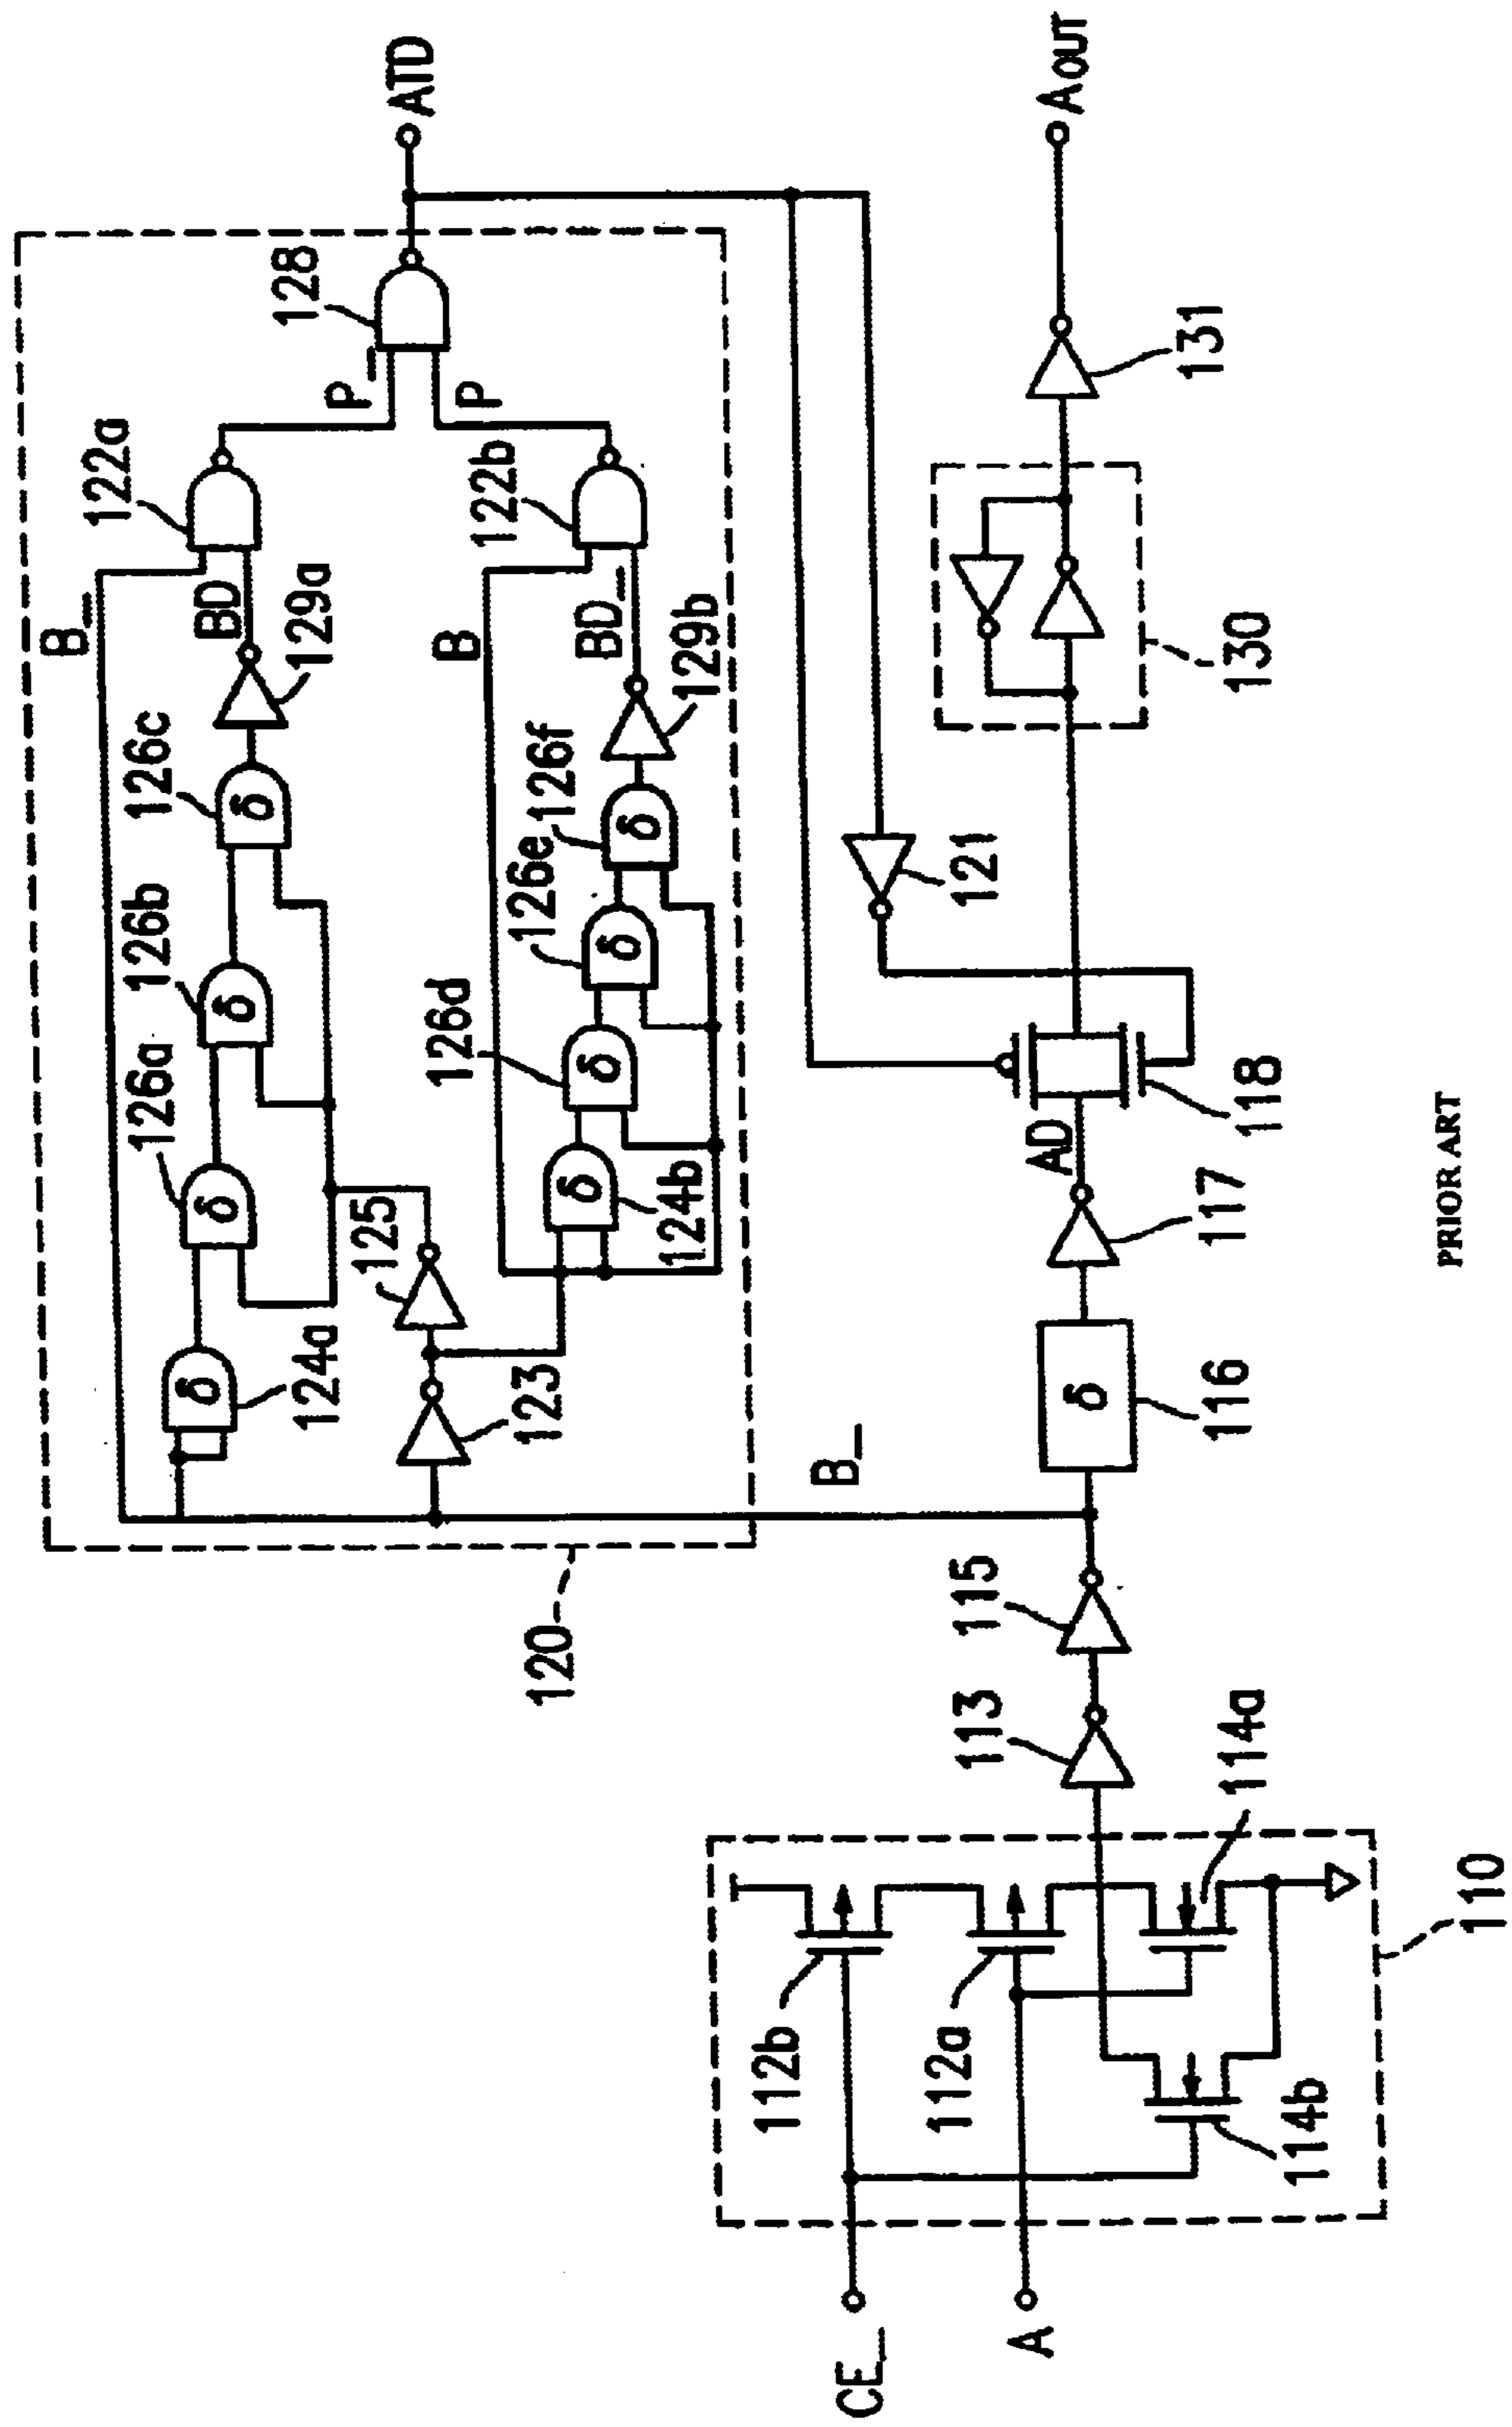 120
B_
122a
BD
129a
126c
126b
126a
124a
125
123
B
122b
BD_
129b
126f
126e
126d
124b
δ
δ
δ
δ
δ
δ
δ
δ
P_
P
128
ATD
CE_
A
112b
112a
114a
114b
110
113
115
B_
δ
116
117
AD
118
121
130
131
AOUT
PRIOR ART